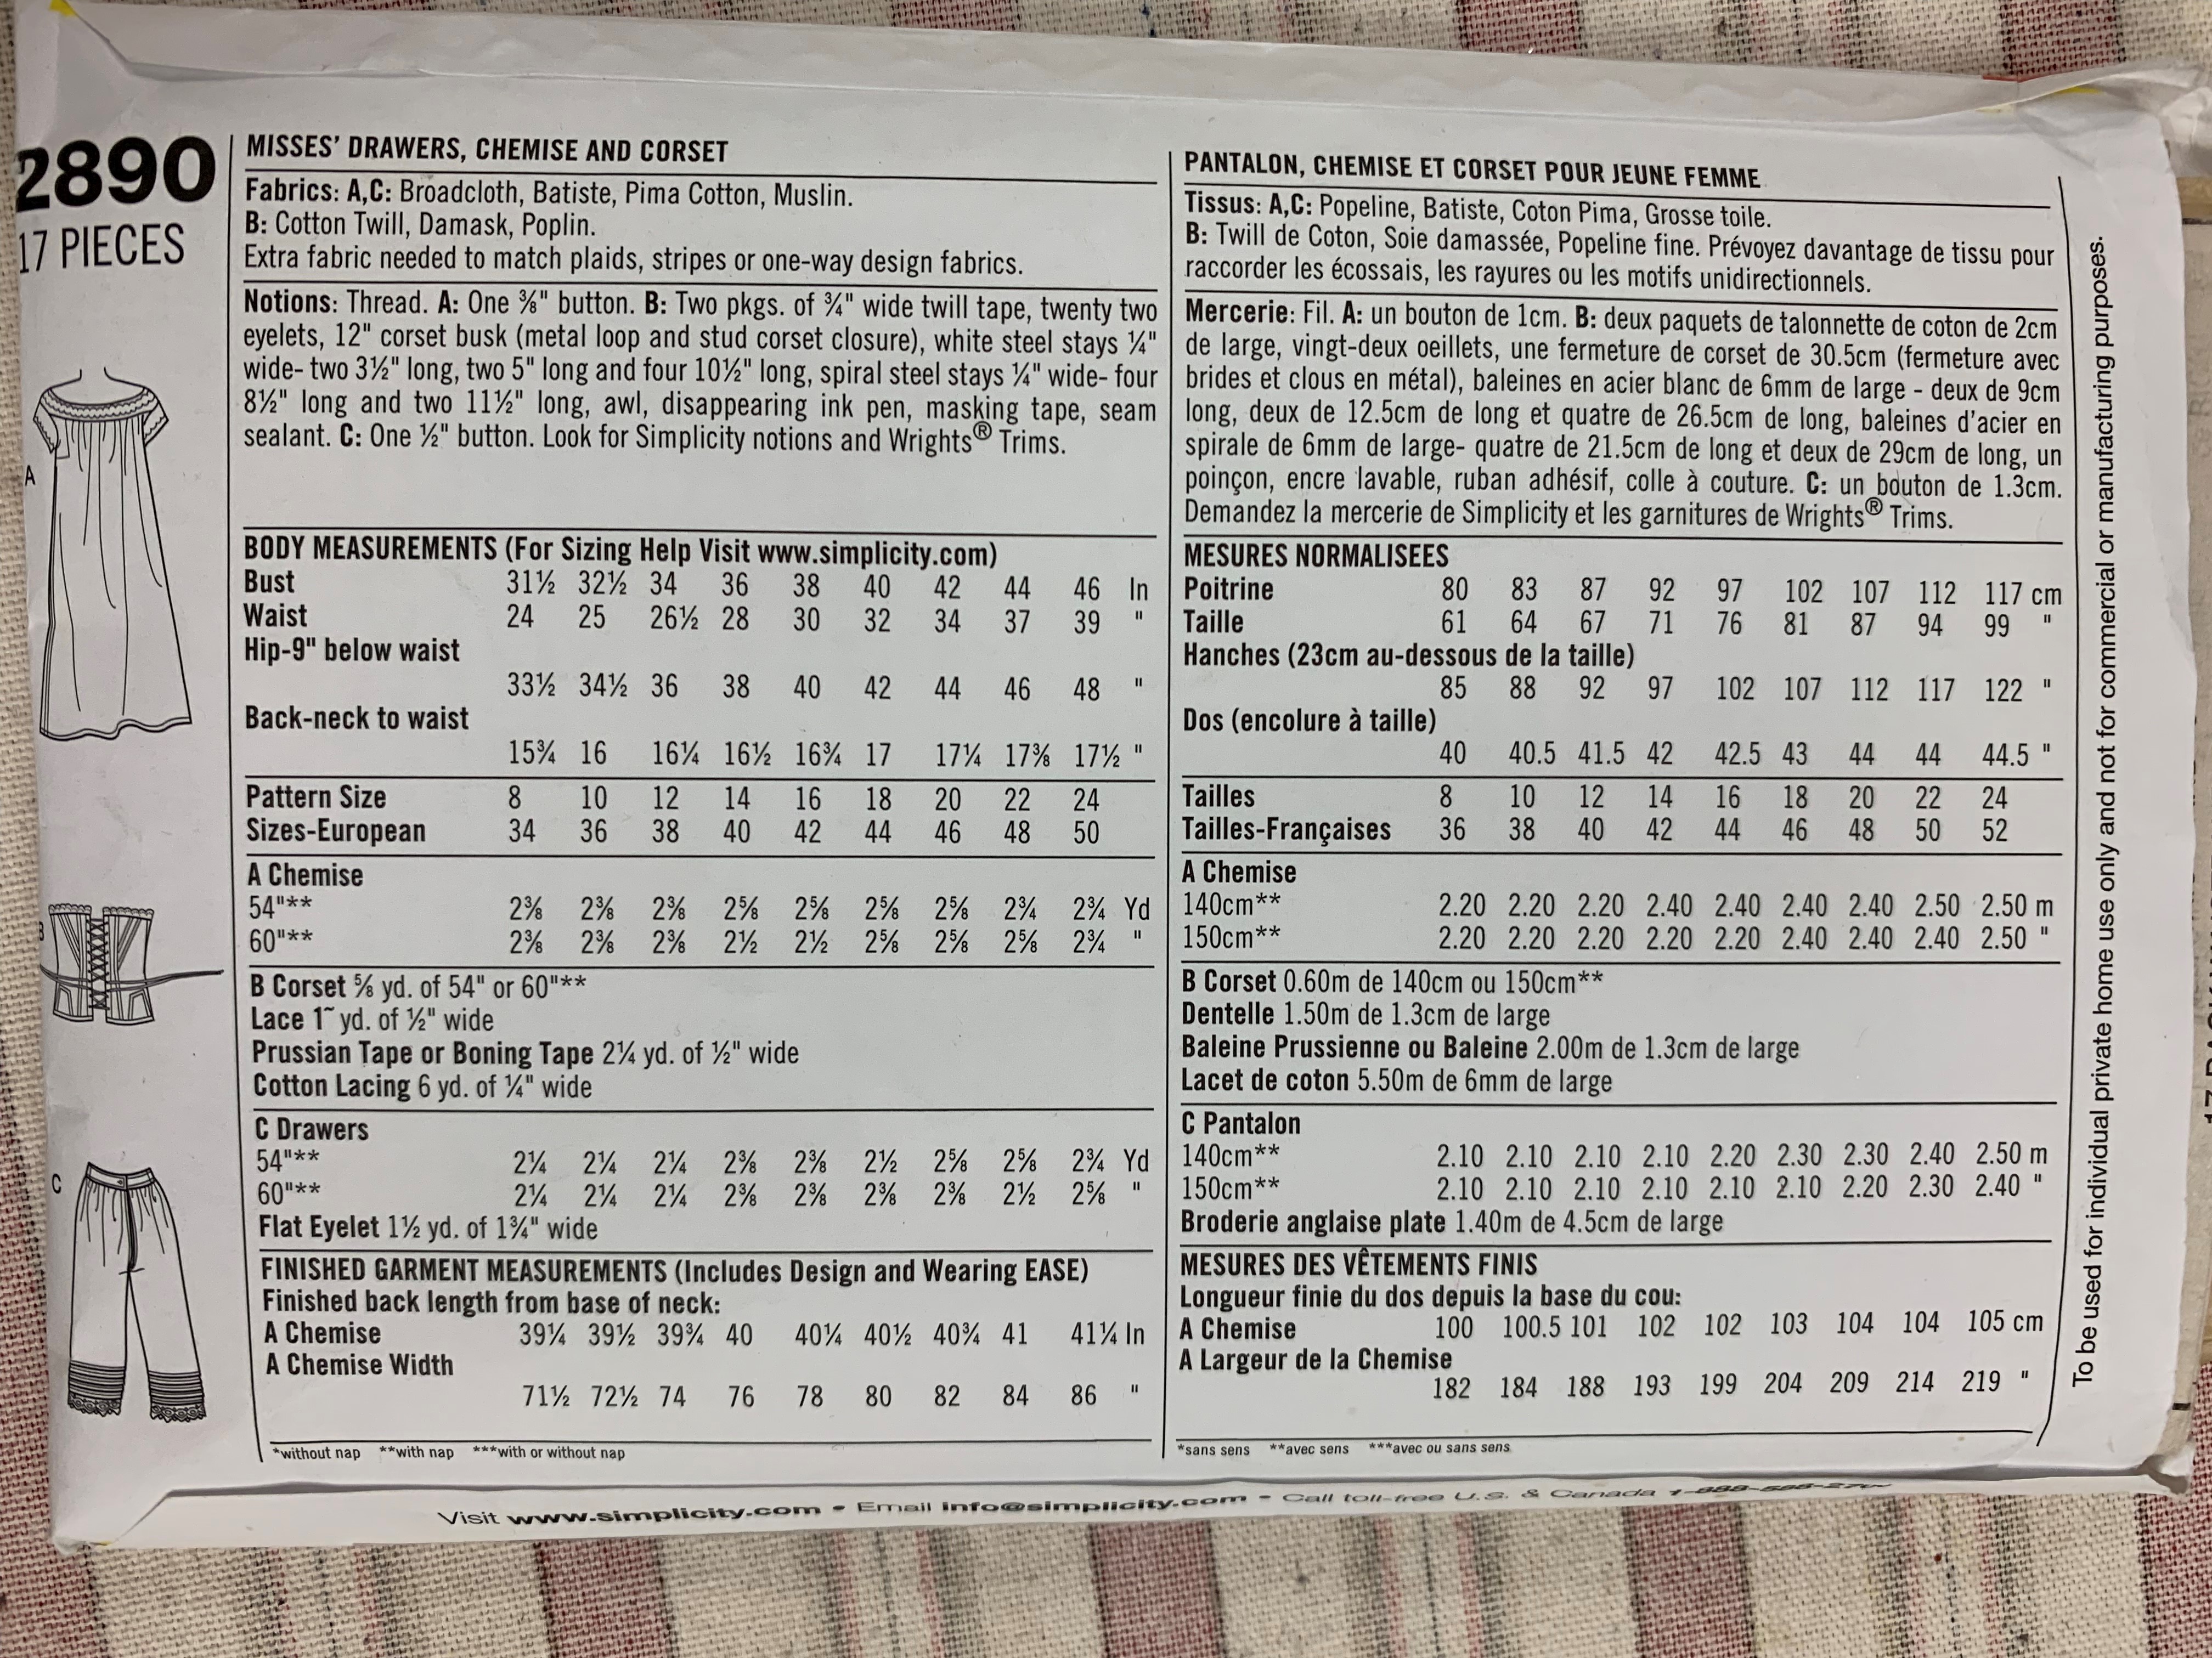 2890
17 PIECES
A
B
C
MISSES' DRAWERS, CHEMISE AND CORSET
Fabrics: A,C: Broadcloth, Batiste, Pima Cotton, Muslin.
B: Cotton Twill, Damask, Poplin.
Extra fabric needed to match plaids, stripes or one-way design fabrics.
Notions: Thread. A: One ⅜" button. B: Two pkgs. of ¾" wide twill tape, twenty two
eyelets, 12" corset busk (metal loop and stud corset closure), white steel stays ¼"
wide- two 3½" long, two 5" long and four 10½" long, spiral steel stays ¼" wide- four
8½" long and two 11½" long, awl, disappearing ink pen, masking tape, seam
sealant. C: One ½" button. Look for Simplicity notions and Wrights® Trims.
BODY MEASUREMENTS (For Sizing Help Visit www.simplicity.com)
Bust 31½ 32½ 34 36 38 40 42 44 46 In
Waist 24 25 26½ 28 30 32 34 37 39 "
Hip-9" below waist
33½ 34½ 36 38 40 42 44 46 48 "
Back-neck to waist
15¾ 16 16¼ 16½ 16¾ 17 17¼ 17⅜ 17½ "
Pattern Size 8 10 12 14 16 18 20 22 24
Sizes-European 34 36 38 40 42 44 46 48 50
A Chemise
54"** 2⅜ 2⅜ 2⅜ 2⅝ 2⅝ 2⅝ 2⅝ 2¾ 2¾ Yd
60"** 2⅜ 2⅜ 2⅜ 2½ 2½ 2⅝ 2⅝ 2⅝ 2¾ "
B Corset ⅝ yd. of 54" or 60"**
Lace 1˜ yd. of ½" wide
Prussian Tape or Boning Tape 2¼ yd. of ½" wide
Cotton Lacing 6 yd. of ¼" wide
C Drawers
54"** 2¼ 2¼ 2¼ 2⅜ 2⅜ 2½ 2⅝ 2⅝ 2¾ Yd
60"** 2¼ 2¼ 2¼ 2⅜ 2⅜ 2⅜ 2⅜ 2½ 2⅝ "
Flat Eyelet 1½ yd. of 1¾" wide
FINISHED GARMENT MEASUREMENTS (Includes Design and Wearing EASE)
Finished back length from base of neck:
A Chemise 39¼ 39½ 39¾ 40 40¼ 40½ 40¾ 41 41¼ In
A Chemise Width
71½ 72½ 74 76 78 80 82 84 86 "
*without nap **with nap ***with or without nap
PANTALON, CHEMISE ET CORSET POUR JEUNE FEMME
Tissus: A,C: Popeline, Batiste, Coton Pima, Grosse toile.
B: Twill de Coton, Soie damassée, Popeline fine. Prévoyez davantage de tissu pour
raccorder les écossais, les rayures ou les motifs unidirectionnels.
Mercerie: Fil. A: un bouton de 1cm. B: deux paquets de talonnette de coton de 2cm
de large, vingt-deux oeillets, une fermeture de corset de 30.5cm (fermeture avec
brides et clous en métal), baleines en acier blanc de 6mm de large - deux de 9cm
long, deux de 12.5cm de long et quatre de 26.5cm de long, baleines d'acier en
spirale de 6mm de large- quatre de 21.5cm de long et deux de 29cm de long, un
poinçon, encre lavable, ruban adhésif, colle à couture. C: un bouton de 1.3cm.
Demandez la mercerie de Simplicity et les garnitures de Wrights® Trims.
MESURES NORMALISEES
Poitrine 80 83 87 92 97 102 107 112 117 cm
Taille 61 64 67 71 76 81 87 94 99 "
Hanches (23cm au-dessous de la taille)
85 88 92 97 102 107 112 117 122 "
Dos (encolure à taille)
40 40.5 41.5 42 42.5 43 44 44 44.5 "
Tailles 8 10 12 14 16 18 20 22 24
Tailles-Françaises 36 38 40 42 44 46 48 50 52
A Chemise
140cm** 2.20 2.20 2.20 2.40 2.40 2.40 2.40 2.50 2.50 m
150cm** 2.20 2.20 2.20 2.20 2.20 2.40 2.40 2.40 2.50 "
B Corset 0.60m de 140cm ou 150cm**
Dentelle 1.50m de 1.3cm de large
Baleine Prussienne ou Baleine 2.00m de 1.3cm de large
Lacet de coton 5.50m de 6mm de large
C Pantalon
140cm** 2.10 2.10 2.10 2.10 2.20 2.30 2.30 2.40 2.50 m
150cm** 2.10 2.10 2.10 2.10 2.10 2.10 2.20 2.30 2.40 "
Broderie anglaise plate 1.40m de 4.5cm de large
MESURES DES VÊTEMENTS FINIS
Longueur finie du dos depuis la base du cou:
A Chemise 100 100.5 101 102 102 103 104 104 105 cm
A Largeur de la Chemise
182 184 188 193 199 204 209 214 219 "
*sans sens **avec sens ***avec ou sans sens
To be used for individual private home use only and not for commercial or manufacturing purposes.
Visit www.simplicity.com • Email info@simplicity.com - Call toll-free U.S. & Canada